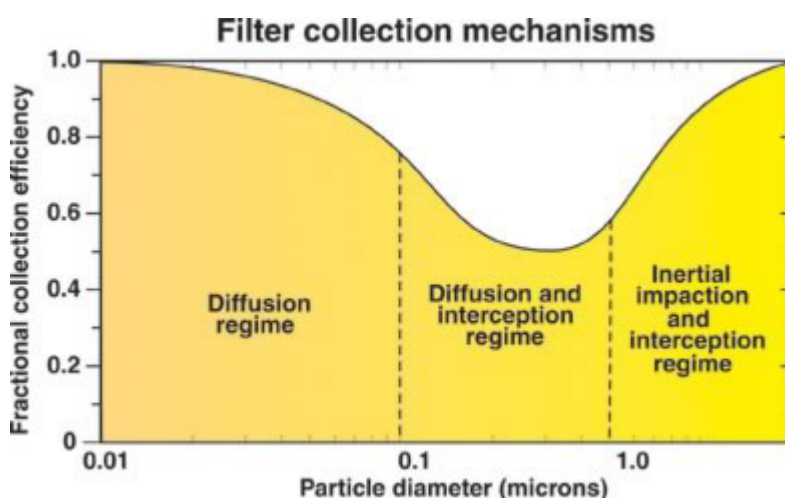 Filter collection mechanisms
Fractional collection efficiency
1.0
0.8
0.6
0.4
0.2
0
Diffusion
regime
Diffusion and
interception
regime
Inertial
impaction
and
interception
regime
0.01
0.1
1.0
Particle diameter (microns)